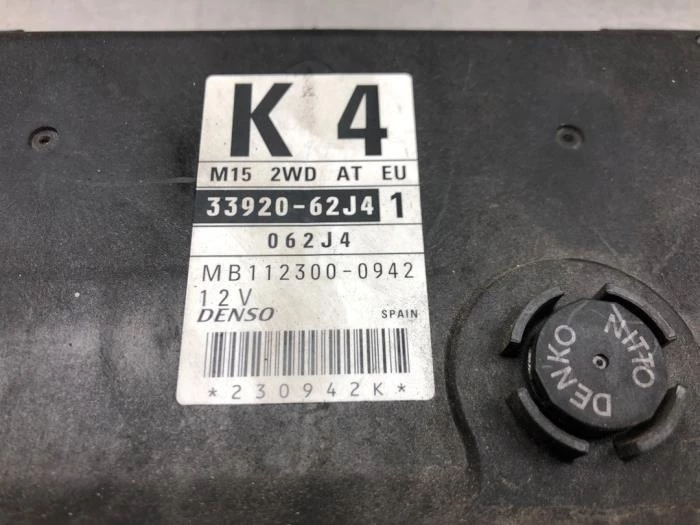 K 4
M15 2WD AT EU
33920-62J4 1
062J4
MB112300-0942
12V
DENSO SPAIN
*230942K*
NITTO
DENKO